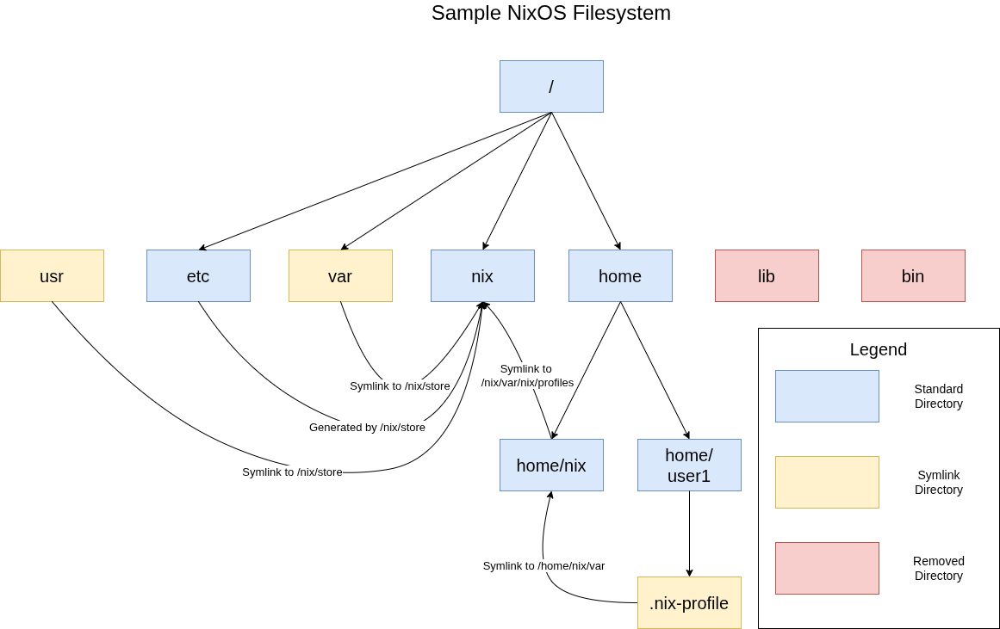 Sample NixOS Filesystem
/
usr
etc
var
nix
home
lib
bin
Symlink to /nix/store
Generated by /nix/store
Symlink to /nix/store
Symlink to
/nix/var/nix/profiles
home/nix
home/
user1
Symlink to /home/nix/var
.nix-profile
Legend
Standard
Directory
Symlink
Directory
Removed
Directory